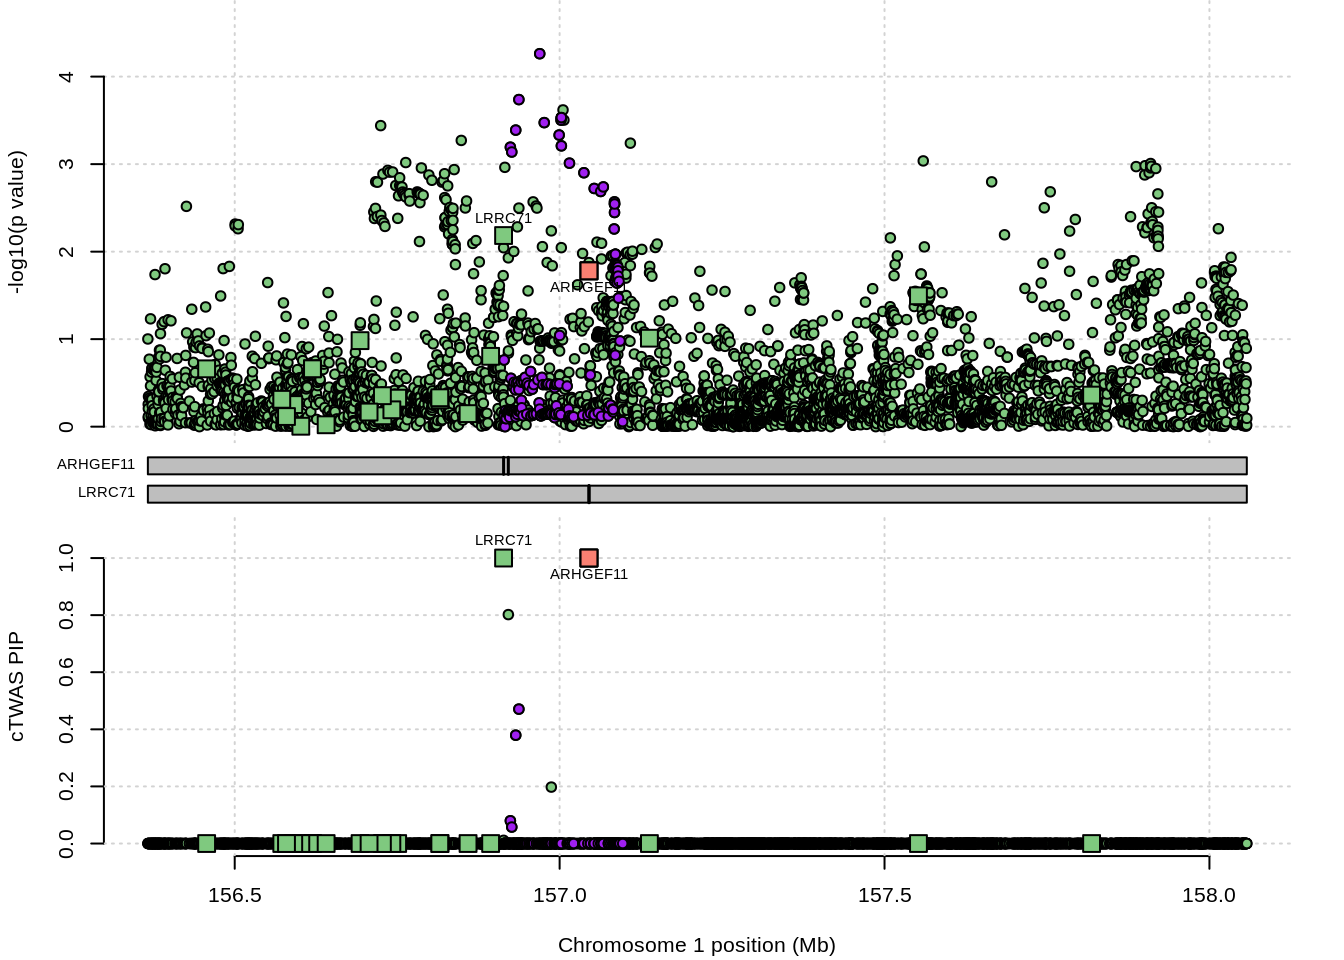 -log10(p value)
4
3
2
1
0
LRRC71
ARHGEF11
ARHGEF11
LRRC71
cTWAS PIP
1.0
0.8
0.6
0.4
0.2
0.0
LRRC71
ARHGEF11
156.5 157.0 157.5 158.0
Chromosome 1 position (Mb)